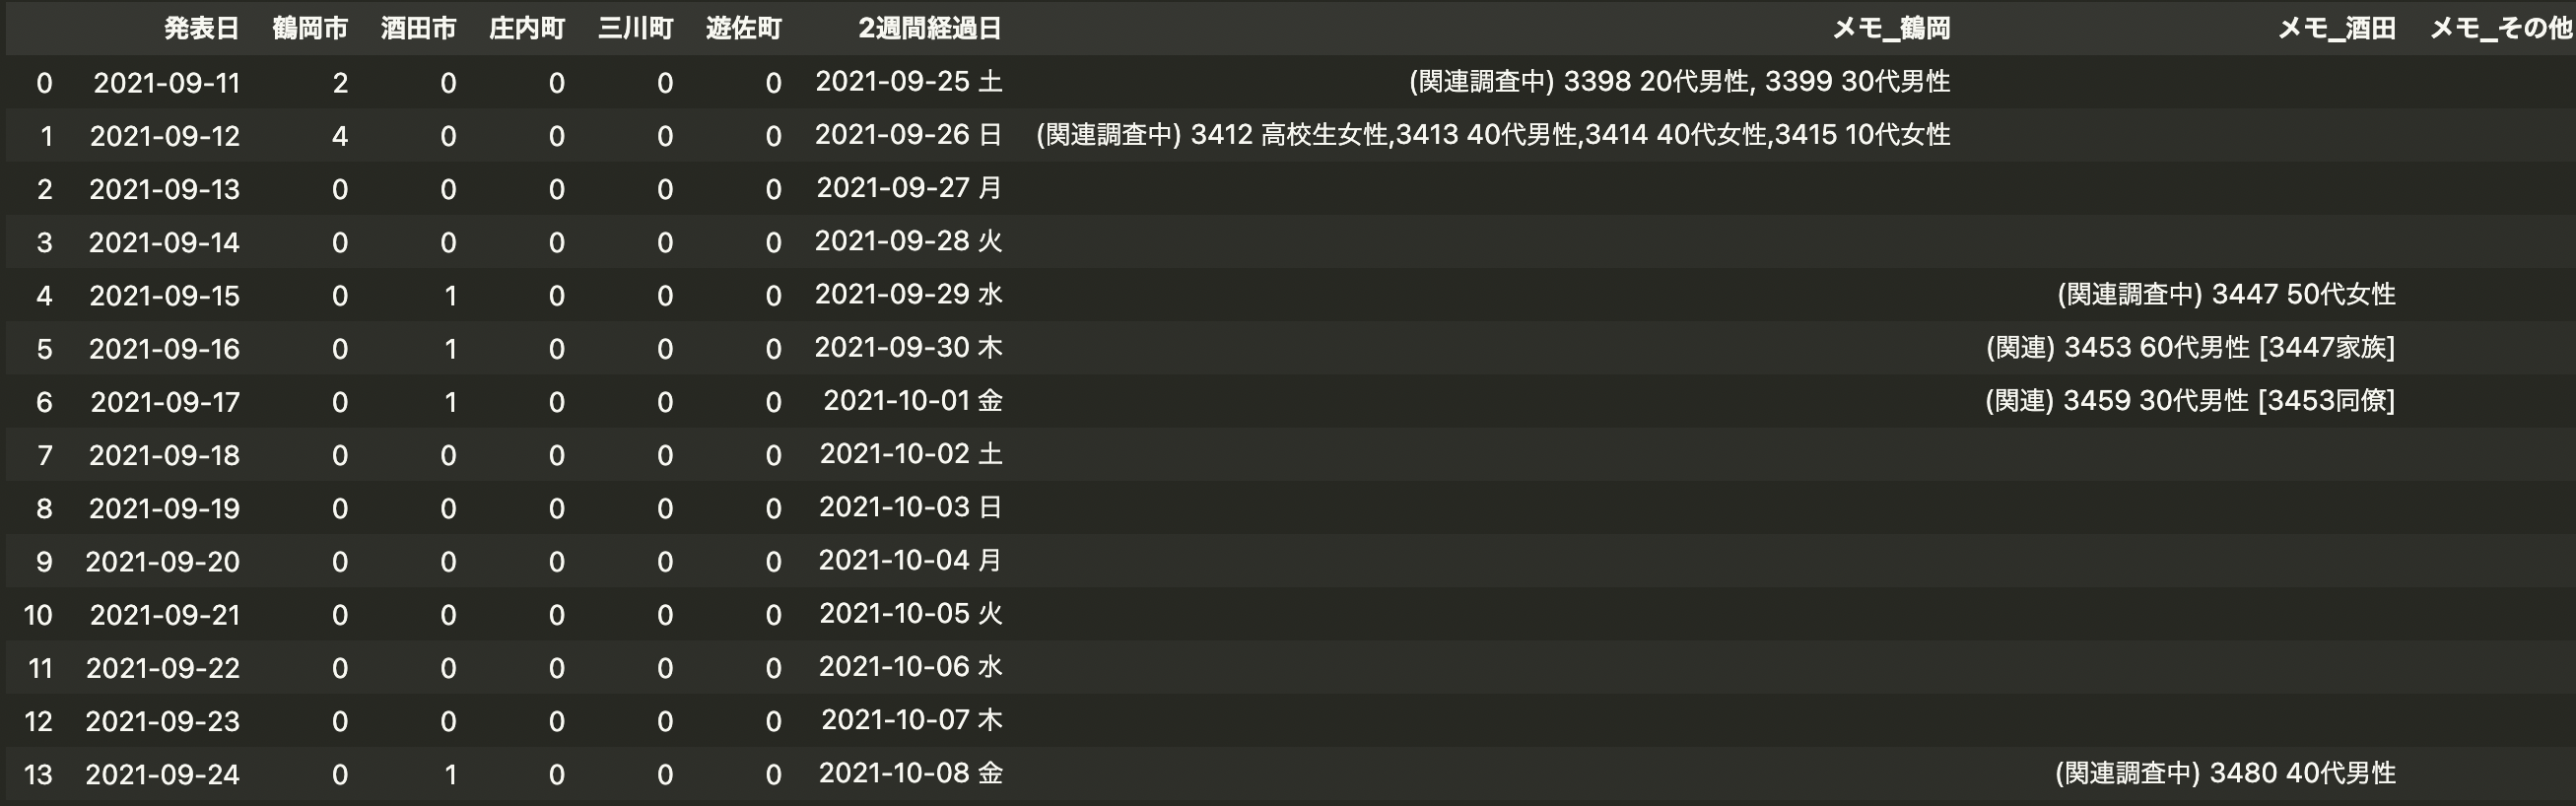 発表日 鶴岡市 酒田市 庄内町 三川町 遊佐町 2週間経過日 メモ_鶴岡 メモ_酒田 メモ_その他
0 2021-09-11 2 0 0 0 0 2021-09-25 土 (関連調査中) 3398 20代男性, 3399 30代男性
1 2021-09-12 4 0 0 0 0 2021-09-26 日 (関連調査中) 3412 高校生女性,3413 40代男性,3414 40代女性,3415 10代女性
2 2021-09-13 0 0 0 0 0 2021-09-27 月
3 2021-09-14 0 0 0 0 0 2021-09-28 火
4 2021-09-15 0 1 0 0 0 2021-09-29 水 (関連調査中) 3447 50代女性
5 2021-09-16 0 1 0 0 0 2021-09-30 木 (関連) 3453 60代男性 [3447家族]
6 2021-09-17 0 1 0 0 0 2021-10-01 金 (関連) 3459 30代男性 [3453同僚]
7 2021-09-18 0 0 0 0 0 2021-10-02 土
8 2021-09-19 0 0 0 0 0 2021-10-03 日
9 2021-09-20 0 0 0 0 0 2021-10-04 月
10 2021-09-21 0 0 0 0 0 2021-10-05 火
11 2021-09-22 0 0 0 0 0 2021-10-06 水
12 2021-09-23 0 0 0 0 0 2021-10-07 木
13 2021-09-24 0 1 0 0 0 2021-10-08 金 (関連調査中) 3480 40代男性